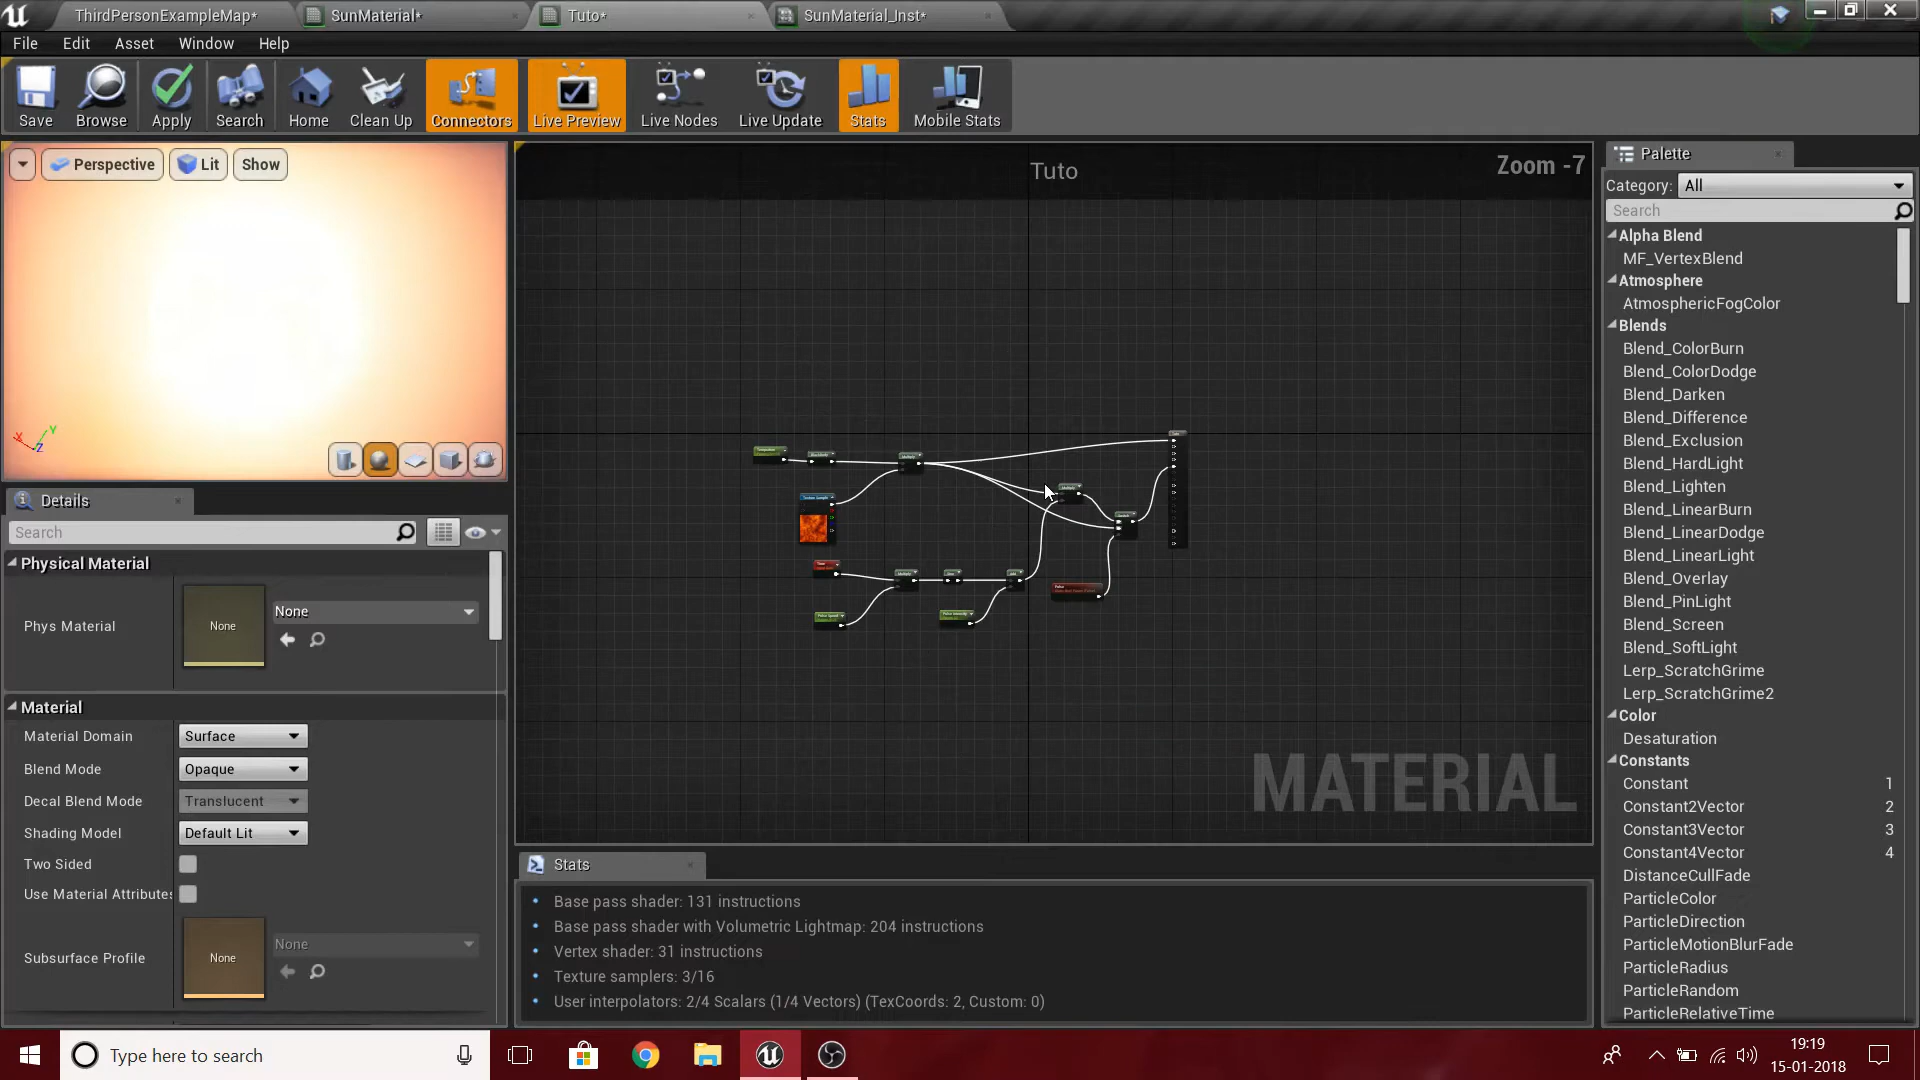 ThirdPersonExampleMap*
SunMaterial*
Tuto*
SunMaterial_Inst*
File Edit Asset Window Help
Save Browse Apply Search Home Clean Up Connectors Live Preview Live Nodes Live Update Stats Mobile Stats
Perspective Lit Show
X Y Z
Tuto
Zoom -7
MATERIAL
Details
Search
Physical Material
Phys Material None None
Material
Material Domain Surface
Blend Mode Opaque
Decal Blend Mode Translucent
Shading Model Default Lit
Two Sided
Use Material Attributes
Subsurface Profile None None
Stats
Base pass shader: 131 instructions
Base pass shader with Volumetric Lightmap: 204 instructions
Vertex shader: 31 instructions
Texture samplers: 3/16
User interpolators: 2/4 Scalars (1/4 Vectors) (TexCoords: 2, Custom: 0)
Palette
Category: All
Search
Alpha Blend
MF_VertexBlend
Atmosphere
AtmosphericFogColor
Blends
Blend_ColorBurn
Blend_ColorDodge
Blend_Darken
Blend_Difference
Blend_Exclusion
Blend_HardLight
Blend_Lighten
Blend_LinearBurn
Blend_LinearDodge
Blend_LinearLight
Blend_Overlay
Blend_PinLight
Blend_Screen
Blend_SoftLight
Lerp_ScratchGrime
Lerp_ScratchGrime2
Color
Desaturation
Constants
Constant 1
Constant2Vector 2
Constant3Vector 3
Constant4Vector 4
DistanceCullFade
ParticleColor
ParticleDirection
ParticleMotionBlurFade
ParticleRadius
ParticleRandom
ParticleRelativeTime
Type here to search
19:19
15-01-2018